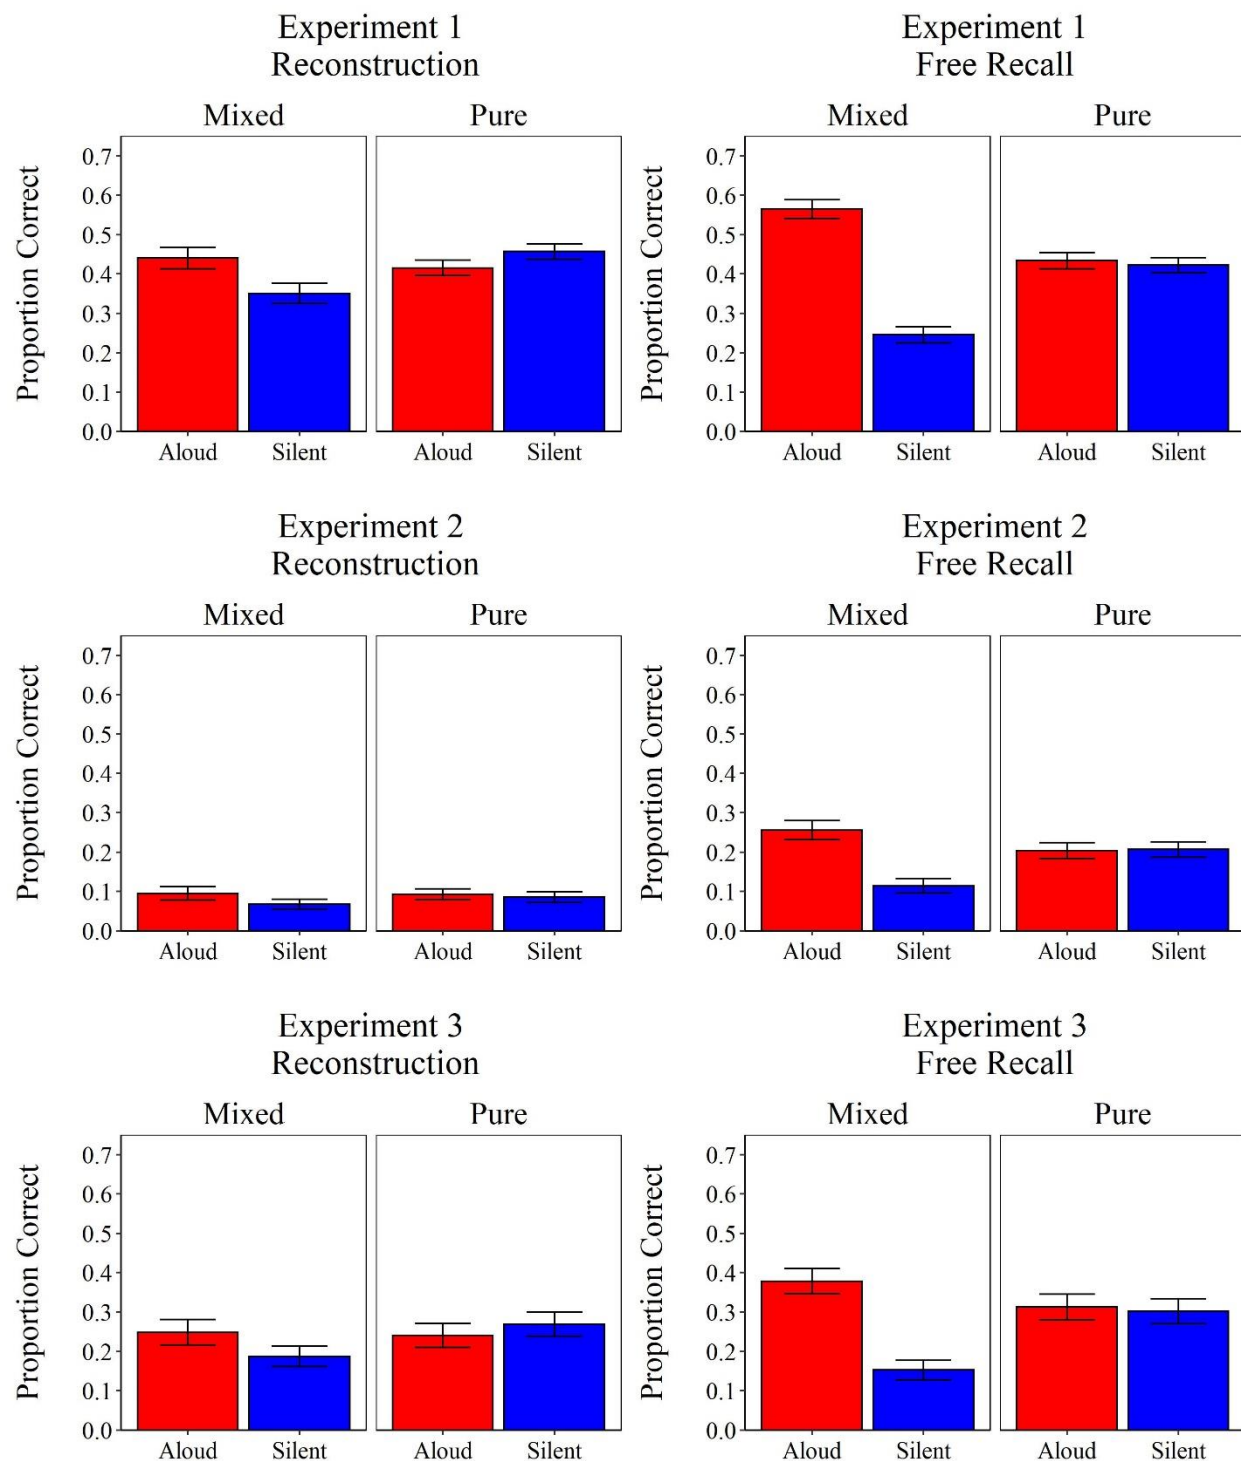 Experiment 1
Reconstruction
Mixed
Pure
Proportion Correct
0.7
0.6
0.5
0.4
0.3
0.2
0.1
0.0
Aloud
Silent
Aloud
Silent
Experiment 1
Free Recall
Mixed
Pure
Proportion Correct
0.7
0.6
0.5
0.4
0.3
0.2
0.1
0.0
Aloud
Silent
Aloud
Silent
Experiment 2
Reconstruction
Mixed
Pure
Proportion Correct
0.7
0.6
0.5
0.4
0.3
0.2
0.1
0.0
Aloud
Silent
Aloud
Silent
Experiment 2
Free Recall
Mixed
Pure
Proportion Correct
0.7
0.6
0.5
0.4
0.3
0.2
0.1
0.0
Aloud
Silent
Aloud
Silent
Experiment 3
Reconstruction
Mixed
Pure
Proportion Correct
0.7
0.6
0.5
0.4
0.3
0.2
0.1
0.0
Aloud
Silent
Aloud
Silent
Experiment 3
Free Recall
Mixed
Pure
Proportion Correct
0.7
0.6
0.5
0.4
0.3
0.2
0.1
0.0
Aloud
Silent
Aloud
Silent